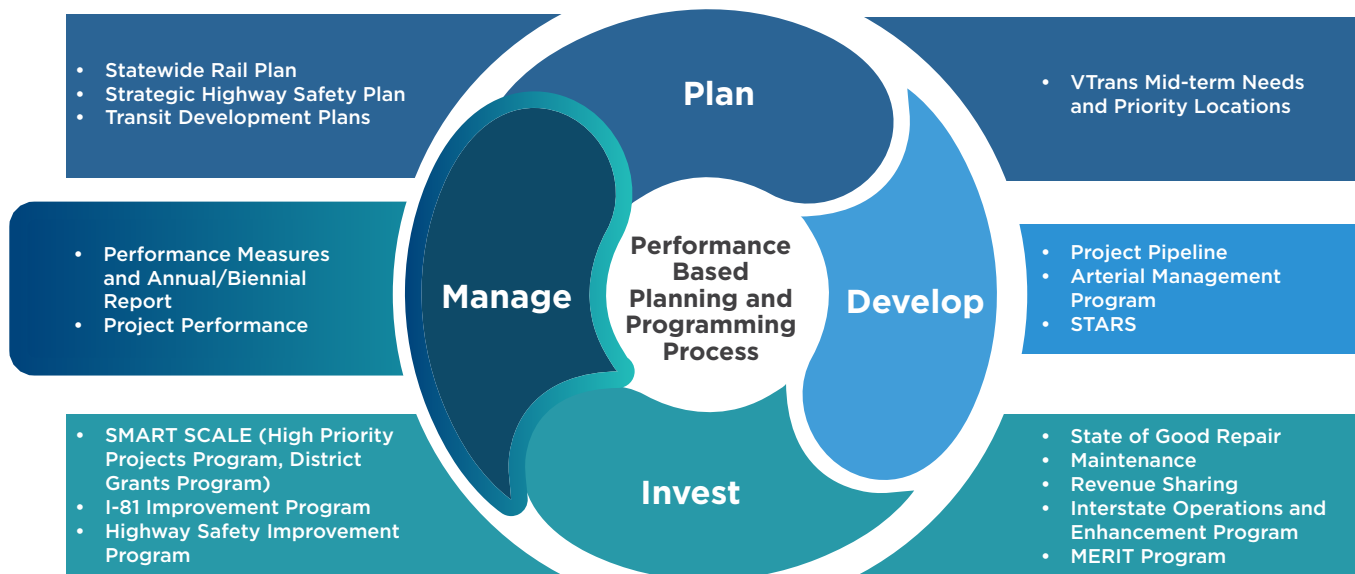 • Statewide Rail Plan
• Strategic Highway Safety Plan
• Transit Development Plans
Plan
• VTrans Mid-term Needs
and Priority Locations
• Performance Measures
and Annual/Biennial
Report
• Project Performance
Manage
Performance
Based
Planning and
Programming
Process
Develop
• Project Pipeline
• Arterial Management
Program
• STARS
• SMART SCALE (High Priority
Projects Program, District
Grants Program)
• I-81 Improvement Program
• Highway Safety Improvement
Program
Invest
• State of Good Repair
• Maintenance
• Revenue Sharing
• Interstate Operations and
Enhancement Program
• MERIT Program